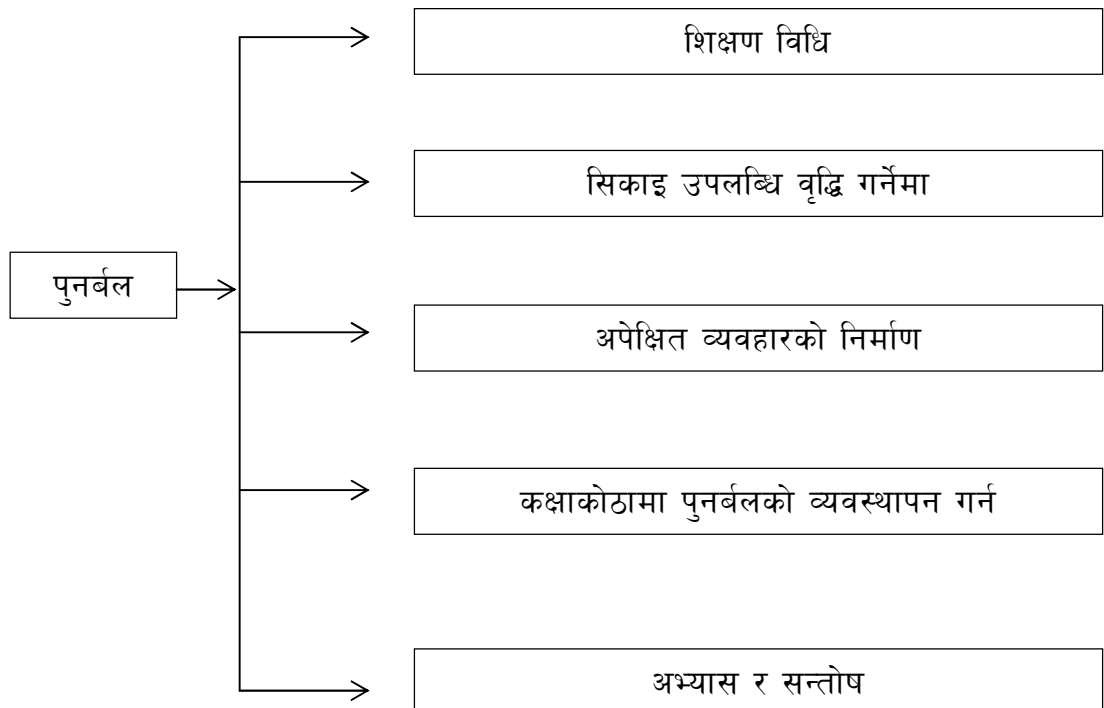 शिक्षण विधि
सिकाइ उपलब्धि वृद्धि गर्नेमा
पुनर्बल
अपेक्षित व्यवहारको निर्माण
कक्षाकोठामा पुनर्बलको व्यवस्थापन गर्न
अभ्यास र सन्तोष